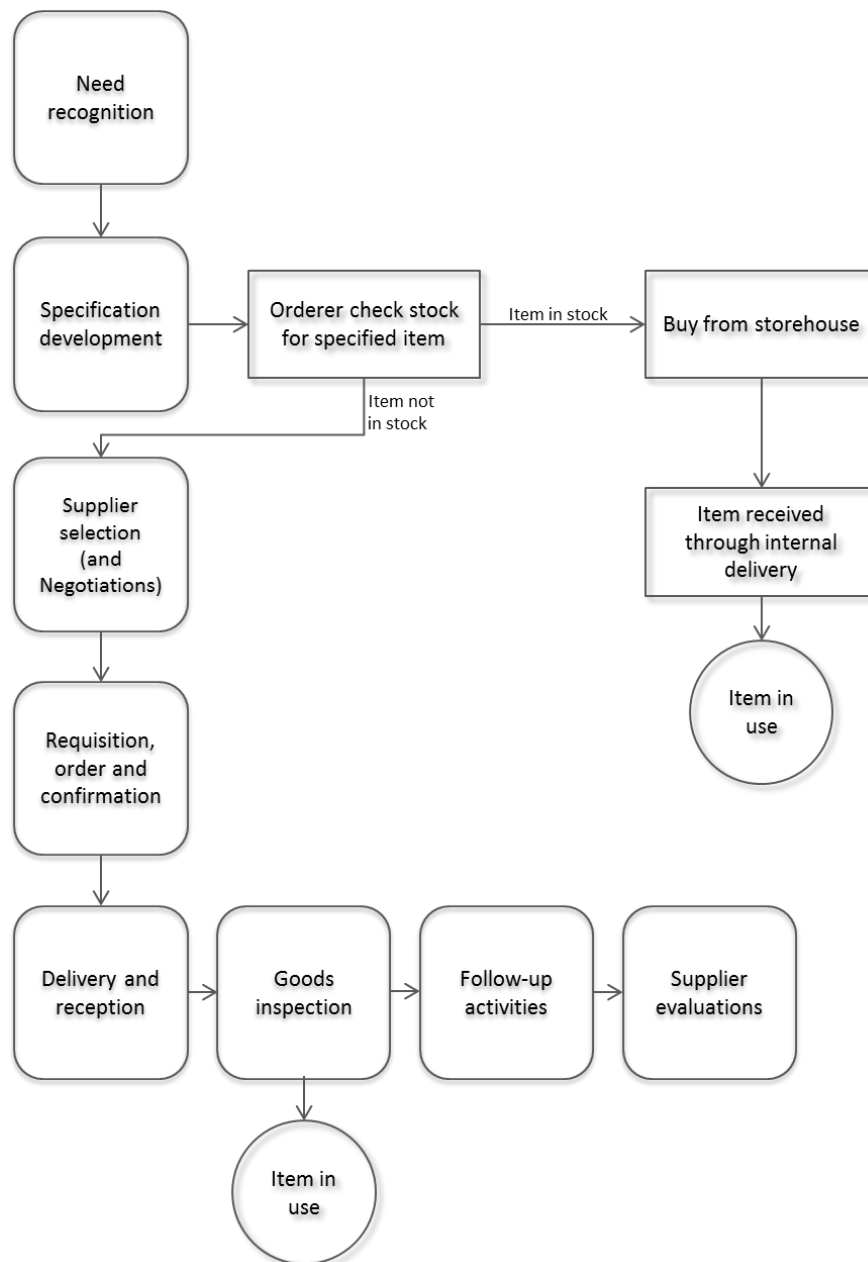 Need
recognition
Specification
development
Orderer check stock
for specified item
Item in stock
Buy from storehouse
Item not
in stock
Supplier
selection
(and
Negotiations)
Item received
through internal
delivery
Item in
use
Requisition,
order and
confirmation
Delivery and
reception
Goods
inspection
Follow-up
activities
Supplier
evaluations
Item in
use